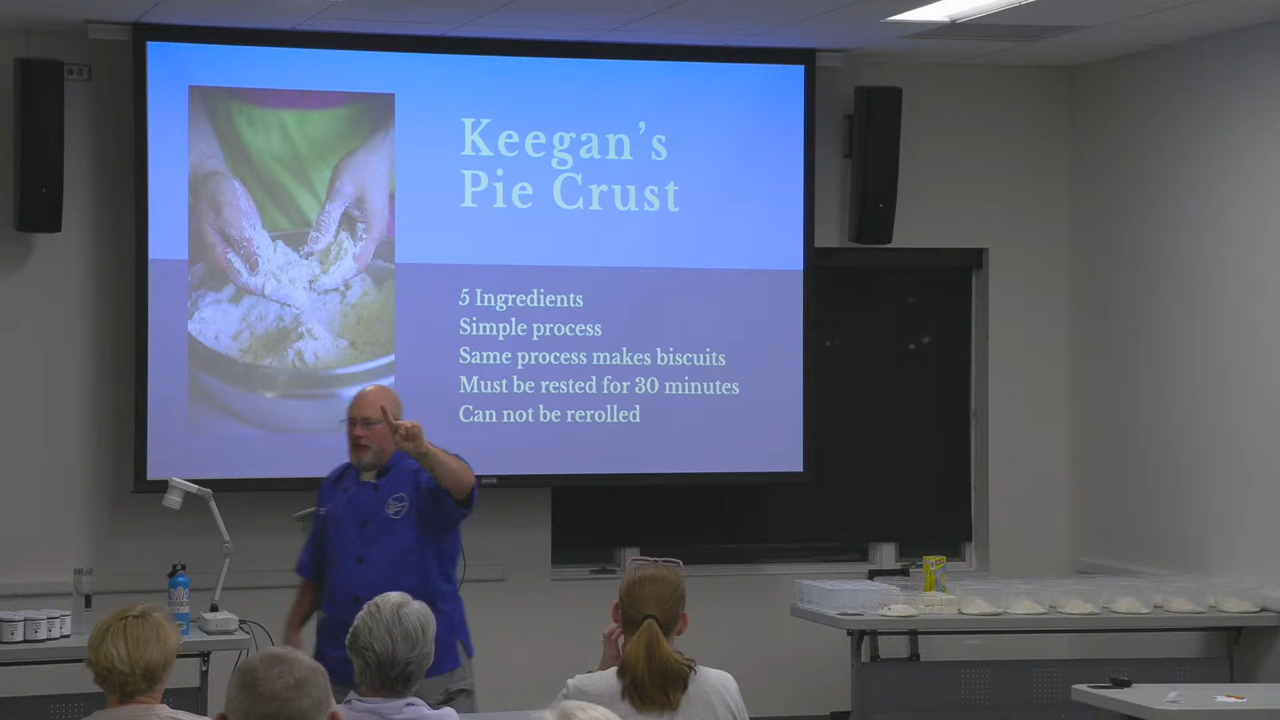 Keegan's
Pie Crust
5 Ingredients
Simple process
Same process makes biscuits
Must be rested for 30 minutes
Can not be rerolled